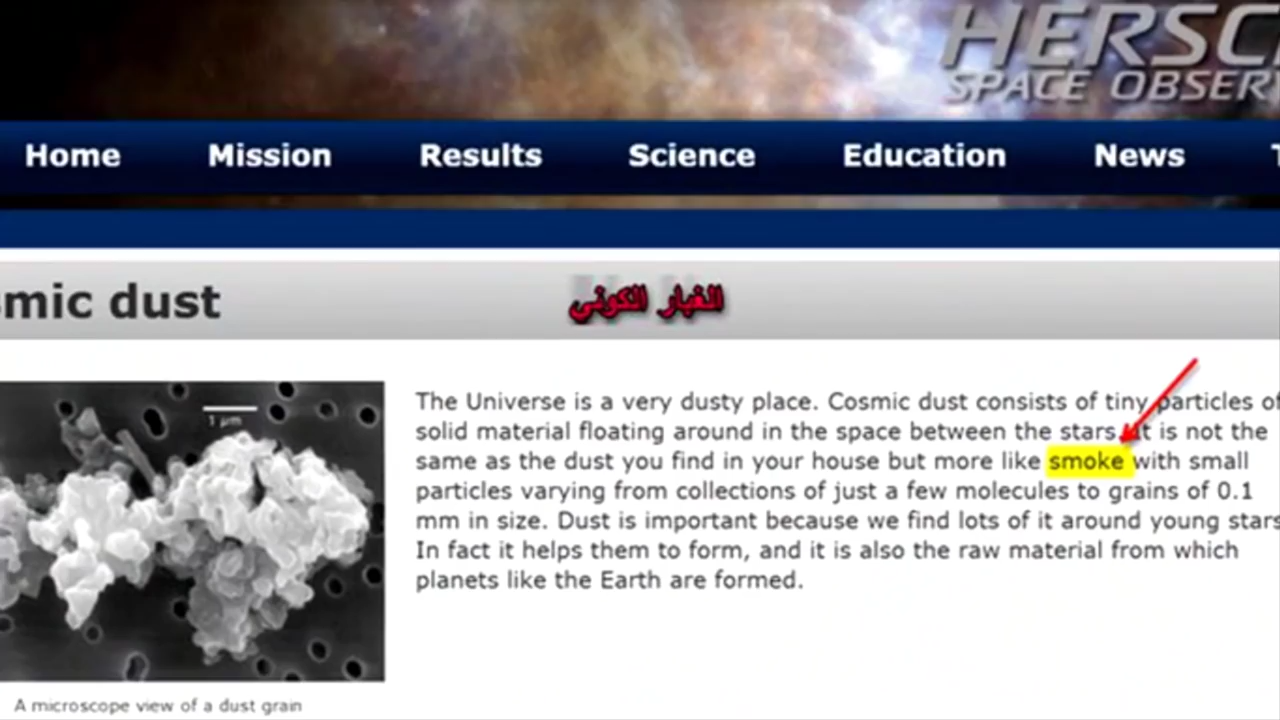 HERSC
SPACE OBSER
Home Mission Results Science Education News T
smic dust الغبار الكوني
1 µm
The Universe is a very dusty place. Cosmic dust consists of tiny particles of
solid material floating around in the space between the stars. It is not the
same as the dust you find in your house but more like smoke with small
particles varying from collections of just a few molecules to grains of 0.1
mm in size. Dust is important because we find lots of it around young stars
In fact it helps them to form, and it is also the raw material from which
planets like the Earth are formed.
A microscope view of a dust grain